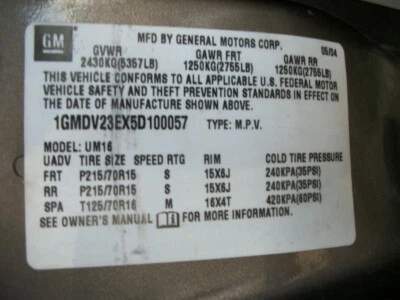 GM
MFD BY GENERAL MOTORS CORP. 05/04
GVWR GAWR FRT GAWR RR
2430KG(5357LB) 1250KG(2755LB) 1250KG(2755LB)
THIS VEHICLE CONFORMS TO ALL APPLICABLE U.S. FEDERAL MOTOR
VEHICLE SAFETY AND THEFT PREVENTION STANDARDS IN EFFECT ON
THE DATE OF MANUFACTURE SHOWN ABOVE.
1GMDV23EX5D100057 TYPE: M.P.V.
MODEL: UM16
UADV TIRE SIZE SPEED RTG RIM COLD TIRE PRESSURE
FRT P215/70R15 S 15X6J 240KPA(35PSI)
RR P215/70R15 S 15X6J 240KPA(35PSI)
SPA T125/70R16 M 16X4T 420KPA(60PSI)
SEE OWNER'S MANUAL FOR MORE INFORMATION.